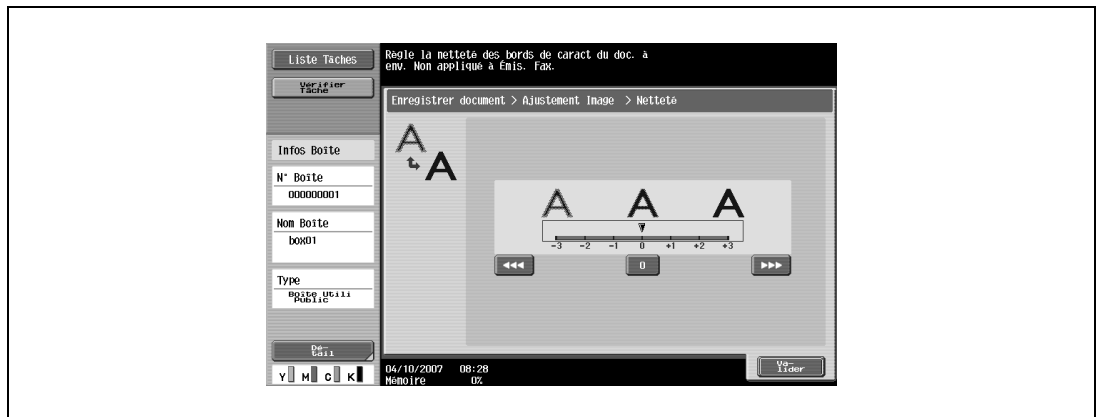 Liste Tâches
Vérifier
Tâche
Règle la netteté des bords de caract du doc. à
env. Non appliqué à Émis. Fax.
Enregistrer document > Ajustement Image > Netteté
Infos Boîte
N° Boîte
000000001
Nom Boîte
box01
Type
Boîte Utili
Public
Dé-
tail
Y M C K
A
A
A A A
-3 -2 -1 0 +1 +2 +3
0
04/10/2007 08:28
Mémoire 0%
Va-
lider